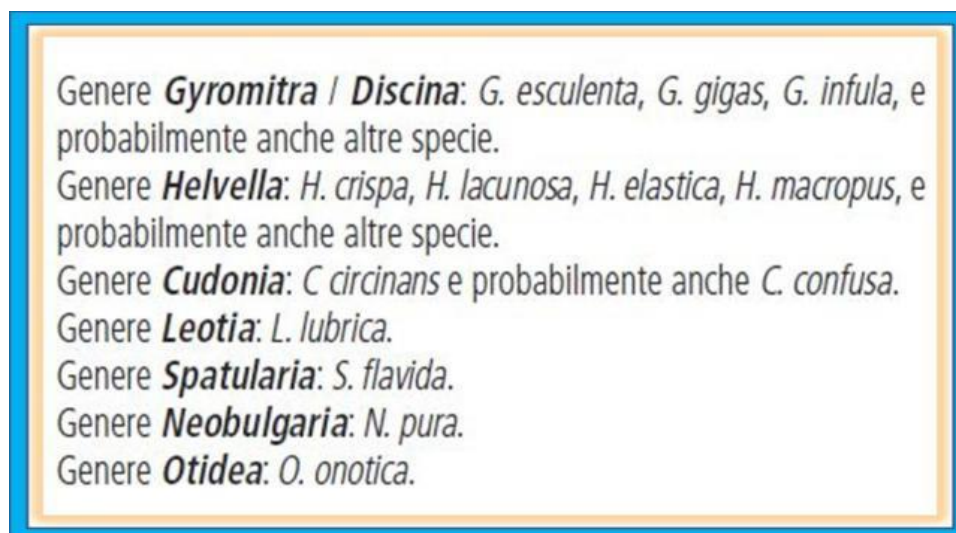 Genere Gyromitra / Discina: G. esculenta, G. gigas, G. infula, e
probabilmente anche altre specie.
Genere Helvella: H. crispa, H. lacunosa, H. elastica, H. macropus, e
probabilmente anche altre specie.
Genere Cudonia: C circinans e probabilmente anche C. confusa.
Genere Leotia: L. lubrica.
Genere Spatularia: S. flavida.
Genere Neobulgaria: N. pura.
Genere Otidea: O. onotica.